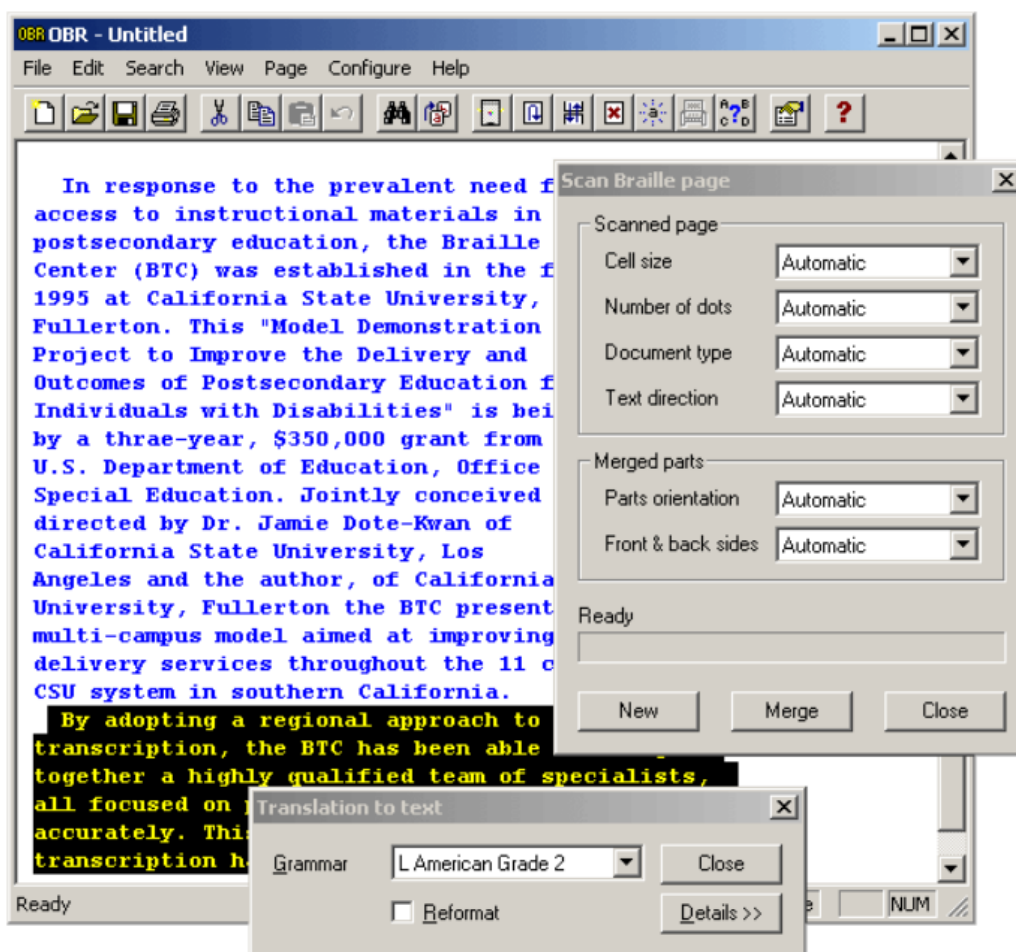 OBR OBR - Untitled
File Edit Search View Page Configure Help
In response to the prevalent need f
access to instructional materials in
postsecondary education, the Braille
Center (BTC) was established in the f
1995 at California State University,
Fullerton. This "Model Demonstration
Project to Improve the Delivery and
Outcomes of Postsecondary Education f
Individuals with Disabilities" is bei
by a thrae-year, $350,000 grant from
U.S. Department of Education, Office
Special Education. Jointly conceived
directed by Dr. Jamie Dote-Kwan of
California State University, Los
Angeles and the author, of California
University, Fullerton the BTC present
multi-campus model aimed at improving
delivery services throughout the 11 c
CSU system in southern California.
By adopting a regional approach to
transcription, the BTC has been able
together a highly qualified team of specialists,
all focused on
accurately. This
transcription ha
Ready
NUM
Scan Braille page
Scanned page
Cell size Automatic
Number of dots Automatic
Document type Automatic
Text direction Automatic
Merged parts
Parts orientation Automatic
Front & back sides Automatic
Ready
New Merge Close
Translation to text
Grammar L American Grade 2 Close
Reformat Details >>